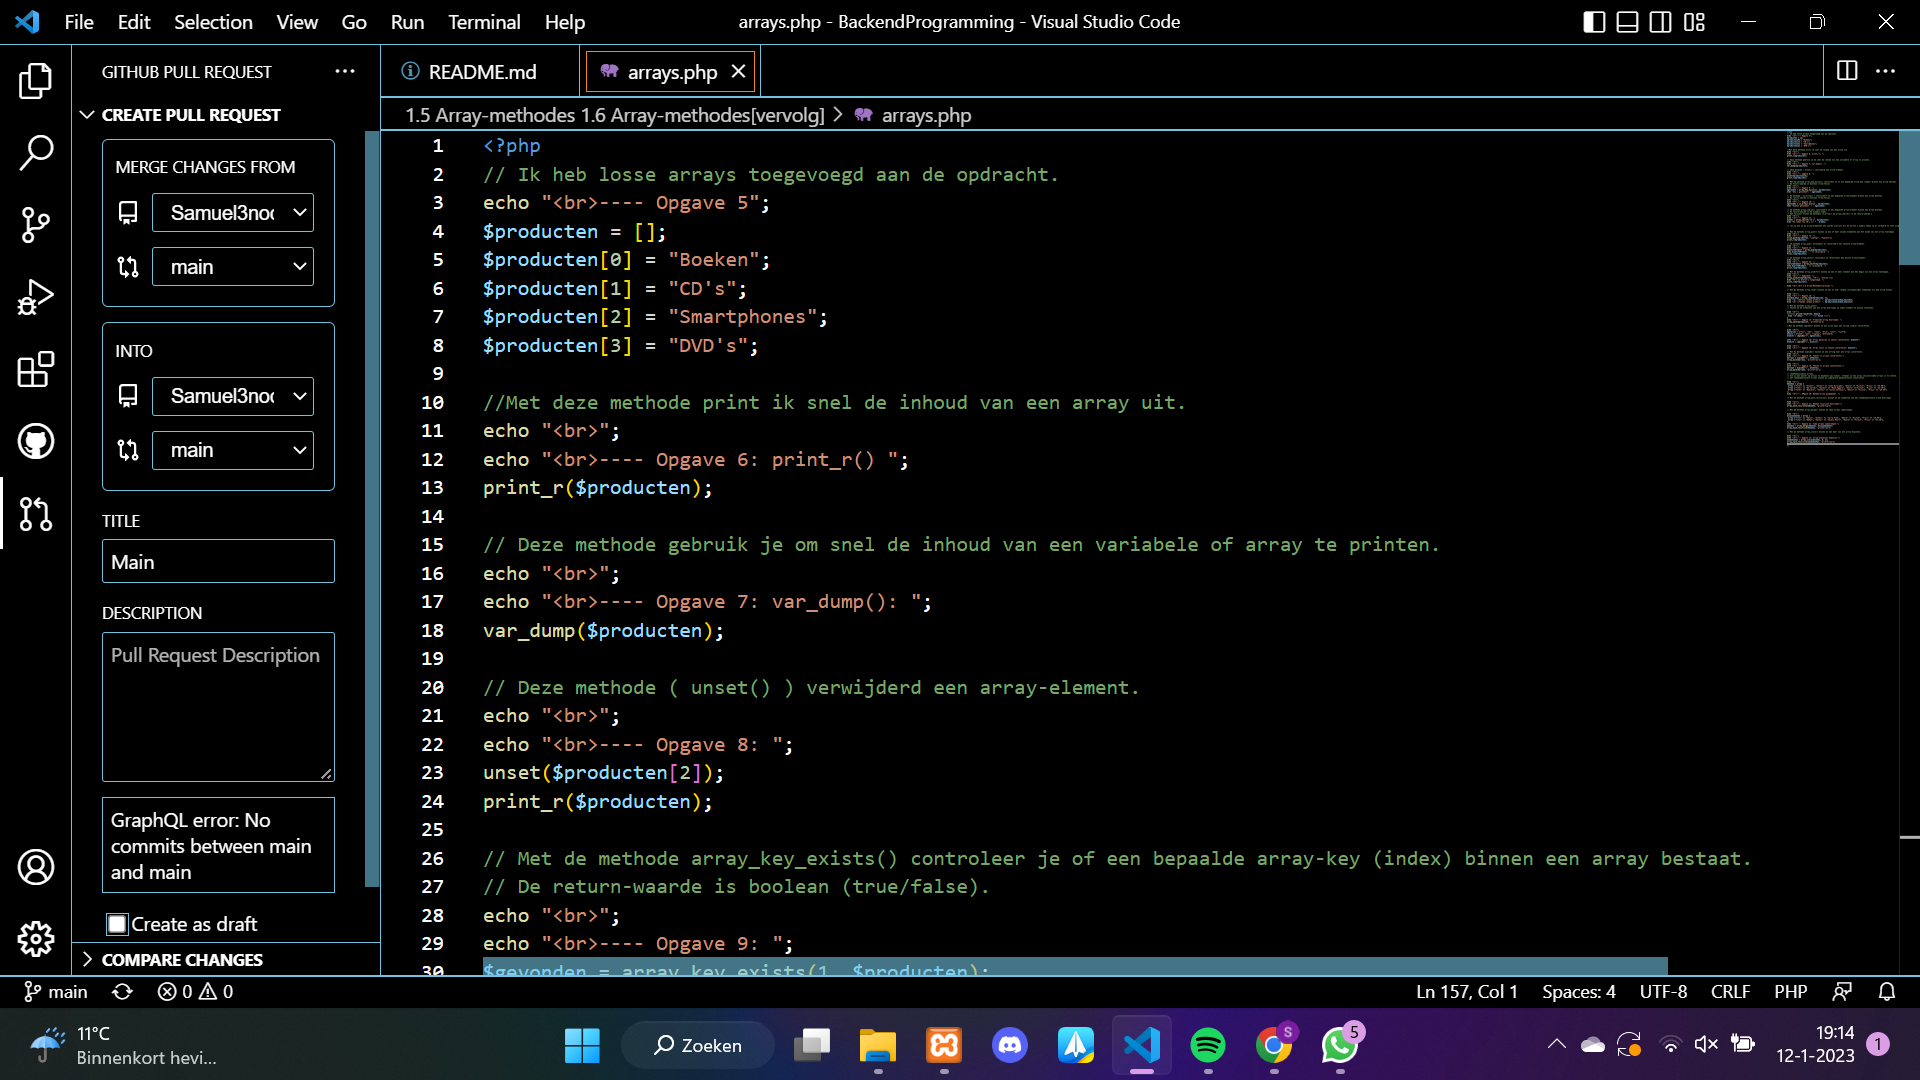 File Edit Selection View Go Run Terminal Help
arrays.php - BackendProgramming - Visual Studio Code
GITHUB PULL REQUEST
CREATE PULL REQUEST
MERGE CHANGES FROM
Samuel3noc
main
INTO
Samuel3noc
main
TITLE
Main
DESCRIPTION
Pull Request Description
GraphQL error: No
commits between main
and main
Create as draft
COMPARE CHANGES
README.md
arrays.php
1.5 Array-methodes 1.6 Array-methodes[vervolg] > arrays.php
1 <?php
2 // Ik heb losse arrays toegevoegd aan de opdracht.
3 echo "<br>---- Opgave 5";
4 $producten = [];
5 $producten[0] = "Boeken";
6 $producten[1] = "CD's";
7 $producten[2] = "Smartphones";
8 $producten[3] = "DVD's";
9
10 //Met deze methode print ik snel de inhoud van een array uit.
11 echo "<br>";
12 echo "<br>---- Opgave 6: print_r() ";
13 print_r($producten);
14
15 // Deze methode gebruik je om snel de inhoud van een variabele of array te printen.
16 echo "<br>";
17 echo "<br>---- Opgave 7: var_dump(): ";
18 var_dump($producten);
19
20 // Deze methode ( unset() ) verwijderd een array-element.
21 echo "<br>";
22 echo "<br>---- Opgave 8: ";
23 unset($producten[2]);
24 print_r($producten);
25
26 // Met de methode array_key_exists() controleer je of een bepaalde array-key (index) binnen een array bestaat.
27 // De return-waarde is boolean (true/false).
28 echo "<br>";
29 echo "<br>---- Opgave 9: ";
30 $gevonden = array_key_exists(1, $producten);
main
0 0
Ln 157, Col 1 Spaces: 4 UTF-8 CRLF PHP
11°C
Binnenkort hevi...
Zoeken
S
5
19:14
12-1-2023
1